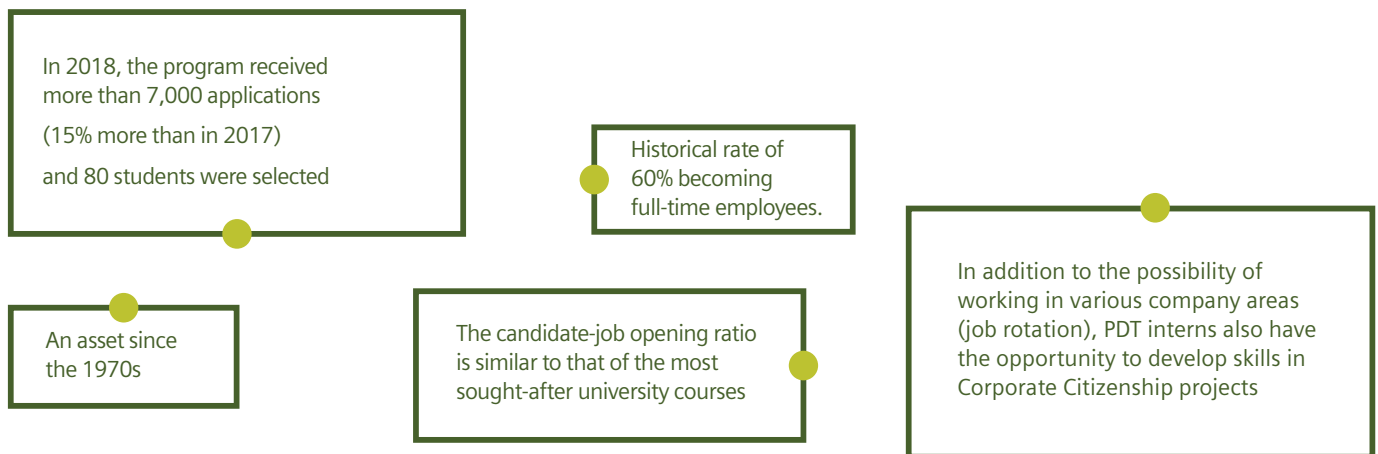 In 2018, the program received
more than 7,000 applications
(15% more than in 2017)
and 80 students were selected
Historical rate of
60% becoming
full-time employees.
In addition to the possibility of
working in various company areas
(job rotation), PDT interns also have
the opportunity to develop skills in
Corporate Citizenship projects
An asset since
the 1970s
The candidate-job opening ratio
is similar to that of the most
sought-after university courses